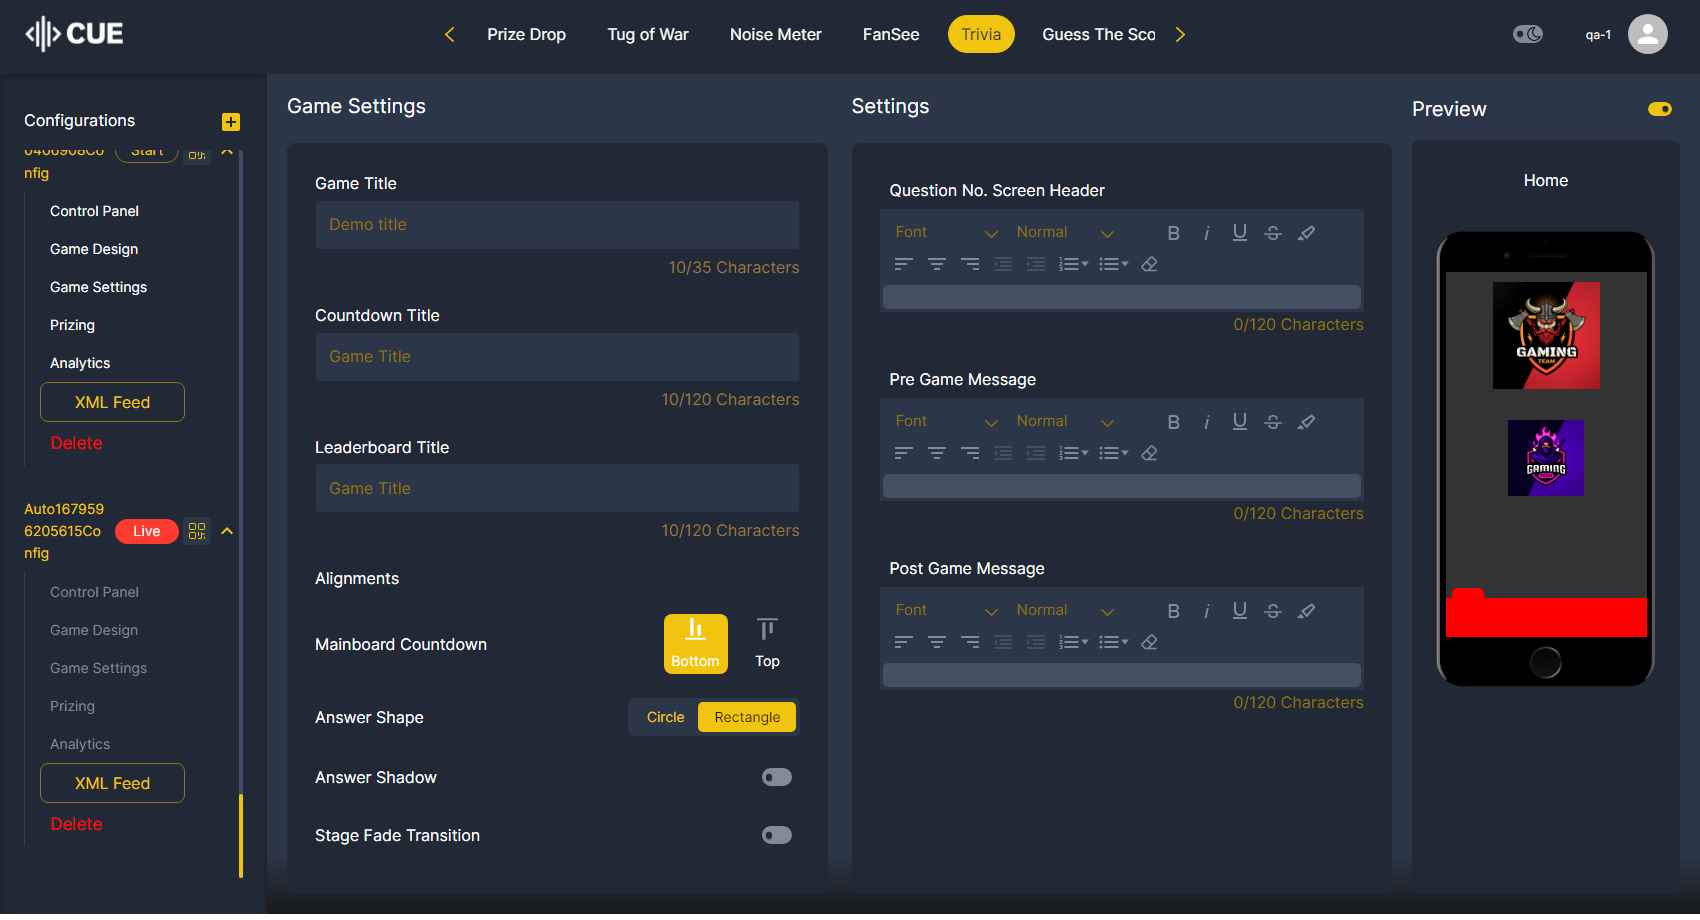 CUE
Prize Drop
Tug of War
Noise Meter
FanSee
Trivia
Guess The Sco
qa-1
Configurations
0406908Co
nfig
Start
Control Panel
Game Design
Game Settings
Prizing
Analytics
XML Feed
Delete
Auto167959
6205615Co
nfig
Live
Control Panel
Game Design
Game Settings
Prizing
Analytics
XML Feed
Delete
Game Settings
Game Title
Demo title
10/35 Characters
Countdown Title
Game Title
10/120 Characters
Leaderboard Title
Game Title
10/120 Characters
Alignments
Mainboard Countdown
Bottom
Top
Answer Shape
Circle
Rectangle
Answer Shadow
Stage Fade Transition
Settings
Question No. Screen Header
Font
Normal
B i U S
0/120 Characters
Pre Game Message
Font
Normal
B i U S
0/120 Characters
Post Game Message
Font
Normal
B i U S
0/120 Characters
Preview
Home
GAMING
TEAM
GAMING
TEAM